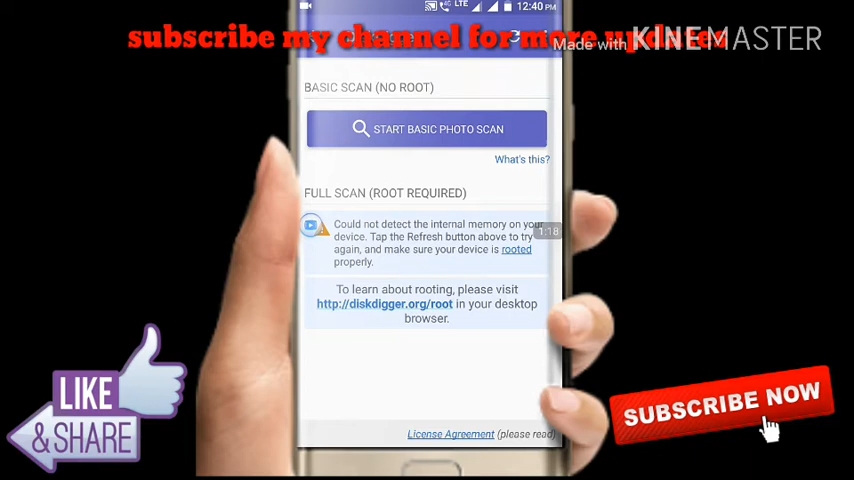 LTE 12:40 PM
subscribe my channel for more updates
Made with KINEMASTER
BASIC SCAN (NO ROOT)
START BASIC PHOTO SCAN
What's this?
FULL SCAN (ROOT REQUIRED)
Could not detect the internal memory on your
device. Tap the Refresh button above to try
again, and make sure your device is rooted
properly.
1:18
To learn about rooting, please visit
http://diskdigger.org/root in your desktop
browser.
LIKE
& SHARE
SUBSCRIBE NOW
License Agreement (please read)